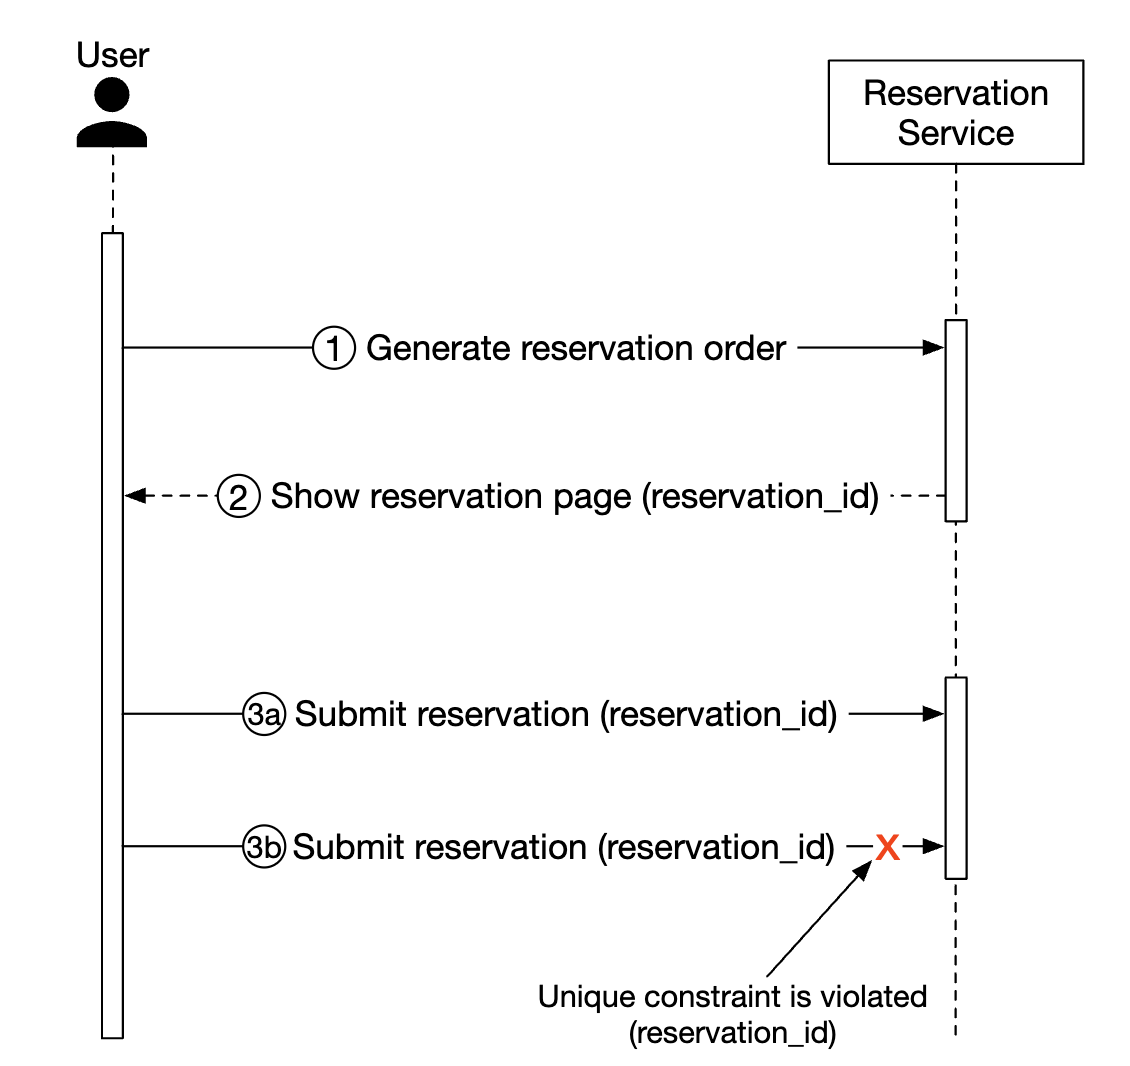 User
Reservation
Service
1 Generate reservation order
2 Show reservation page (reservation_id)
3a Submit reservation (reservation_id)
3b Submit reservation (reservation_id) X
Unique constraint is violated
(reservation_id)